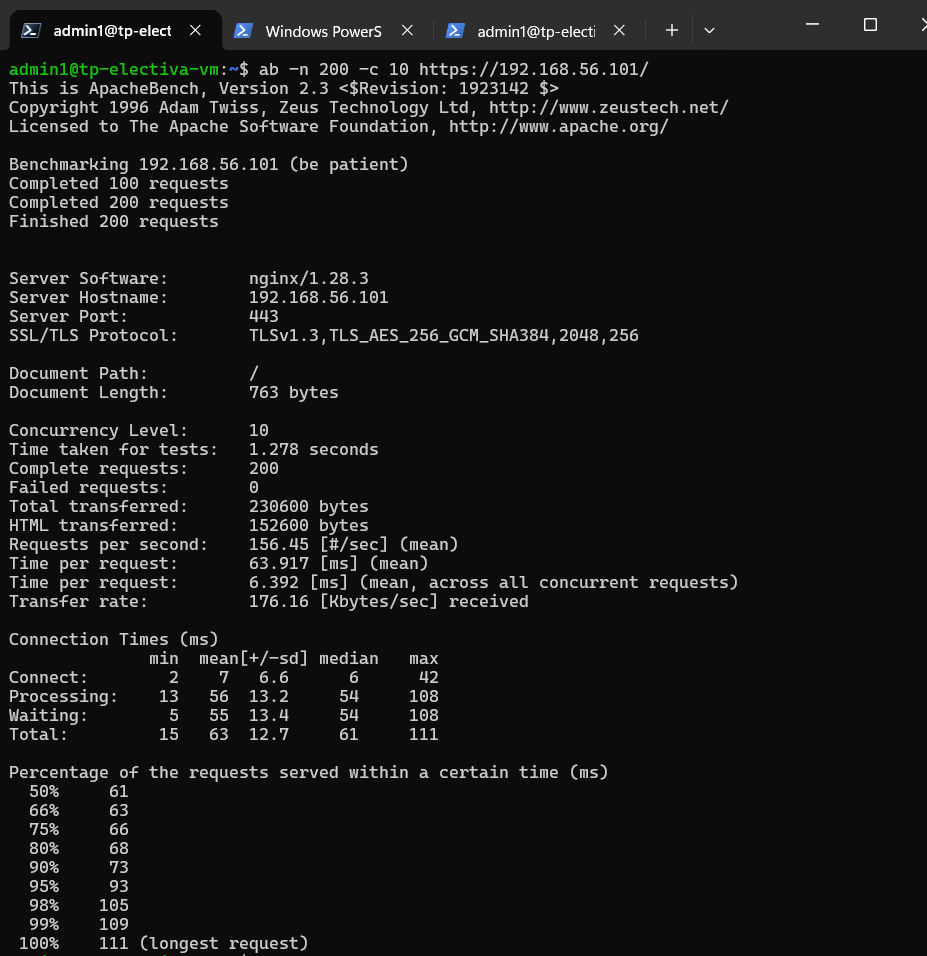 admin1@tp-elect
Windows PowerS
admin1@tp-electi
admin1@tp-electiva-vm:~$ ab -n 200 -c 10 https://192.168.56.101/
This is ApacheBench, Version 2.3 <$Revision: 1923142 $>
Copyright 1996 Adam Twiss, Zeus Technology Ltd, http://www.zeustech.net/
Licensed to The Apache Software Foundation, http://www.apache.org/

Benchmarking 192.168.56.101 (be patient)
Completed 100 requests
Completed 200 requests
Finished 200 requests


Server Software:        nginx/1.28.3
Server Hostname:        192.168.56.101
Server Port:            443
SSL/TLS Protocol:       TLSv1.3,TLS_AES_256_GCM_SHA384,2048,256

Document Path:          /
Document Length:        763 bytes

Concurrency Level:      10
Time taken for tests:   1.278 seconds
Complete requests:      200
Failed requests:        0
Total transferred:      230600 bytes
HTML transferred:       152600 bytes
Requests per second:    156.45 [#/sec] (mean)
Time per request:       63.917 [ms] (mean)
Time per request:       6.392 [ms] (mean, across all concurrent requests)
Transfer rate:          176.16 [Kbytes/sec] received

Connection Times (ms)
              min  mean[+/-sd] median   max
Connect:        2    7   6.6      6      42
Processing:    13   56  13.2     54     108
Waiting:        5   55  13.4     54     108
Total:         15   63  12.7     61     111

Percentage of the requests served within a certain time (ms)
  50%     61
  66%     63
  75%     66
  80%     68
  90%     73
  95%     93
  98%    105
  99%    109
 100%    111 (longest request)